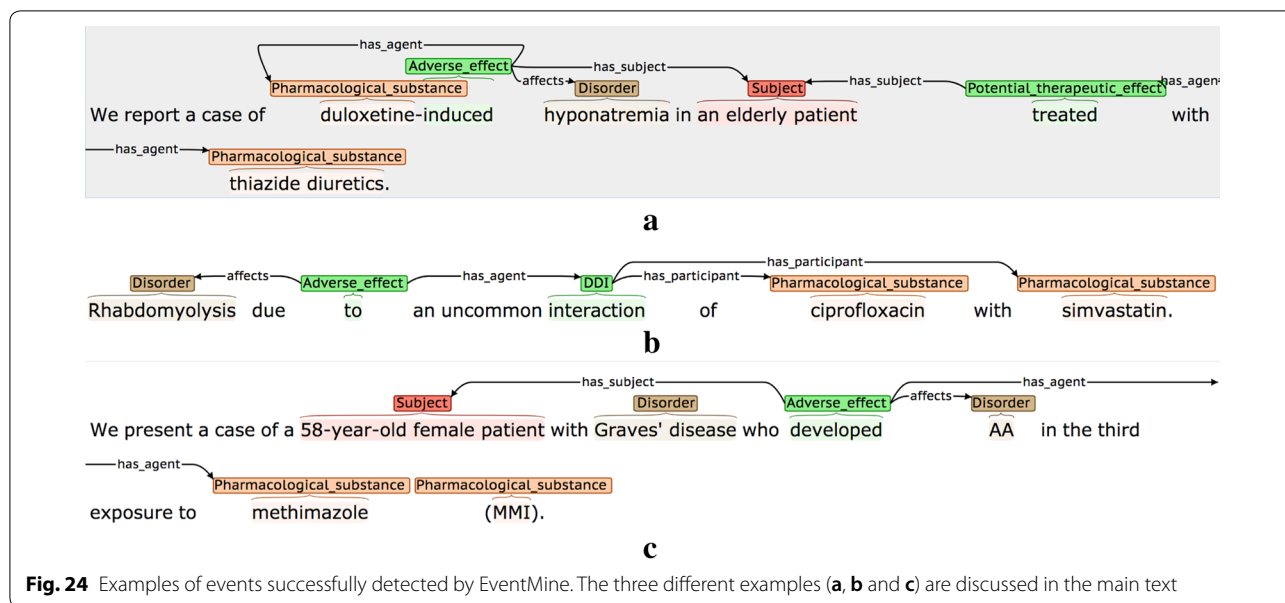 has_agent
Adverse_effect has_subject has_subject
Pharmacological_substance affects Disorder Subject Potential_therapeutic_effect has_agent
We report a case of duloxetine-induced hyponatremia in an elderly patient treated with
has_agent Pharmacological_substance
thiazide diuretics.
a
has_participant
Disorder affects Adverse_effect has_agent DDI has_participant Pharmacological_substance Pharmacological_substance
Rhabdomyolysis due to an uncommon interaction of ciprofloxacin with simvastatin.
b
has_subject has_agent
Subject Disorder Adverse_effect affects Disorder
We present a case of a 58-year-old female patient with Graves' disease who developed AA in the third
has_agent
Pharmacological_substance Pharmacological_substance
exposure to methimazole (MMI).
c
Fig. 24 Examples of events successfully detected by EventMine. The three different examples (a, b and c) are discussed in the main text